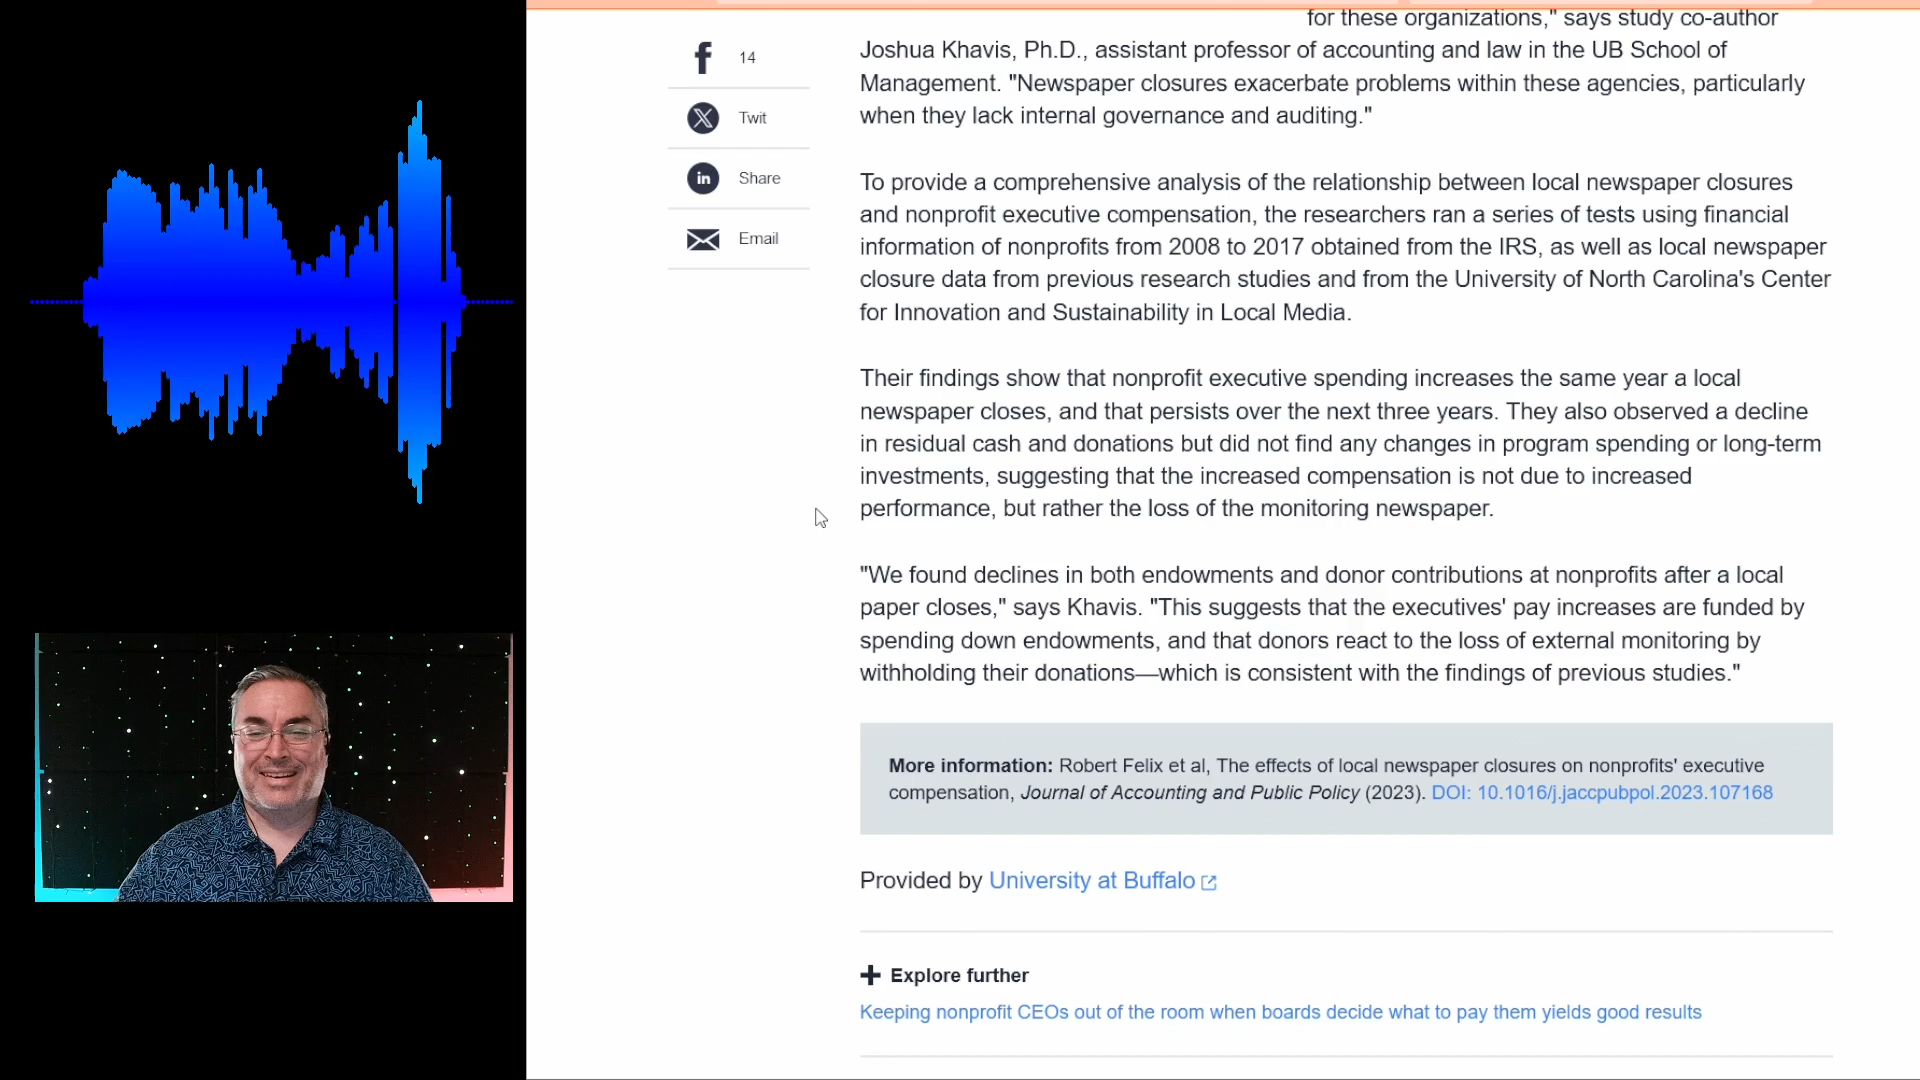 for these organizations," says study co-author
Joshua Khavis, Ph.D., assistant professor of accounting and law in the UB School of
Management. "Newspaper closures exacerbate problems within these agencies, particularly
when they lack internal governance and auditing."
14
Twit
Share
Email
To provide a comprehensive analysis of the relationship between local newspaper closures
and nonprofit executive compensation, the researchers ran a series of tests using financial
information of nonprofits from 2008 to 2017 obtained from the IRS, as well as local newspaper
closure data from previous research studies and from the University of North Carolina's Center
for Innovation and Sustainability in Local Media.
Their findings show that nonprofit executive spending increases the same year a local
newspaper closes, and that persists over the next three years. They also observed a decline
in residual cash and donations but did not find any changes in program spending or long-term
investments, suggesting that the increased compensation is not due to increased
performance, but rather the loss of the monitoring newspaper.
"We found declines in both endowments and donor contributions at nonprofits after a local
paper closes," says Khavis. "This suggests that the executives' pay increases are funded by
spending down endowments, and that donors react to the loss of external monitoring by
withholding their donations—which is consistent with the findings of previous studies."
More information: Robert Felix et al, The effects of local newspaper closures on nonprofits' executive
compensation, Journal of Accounting and Public Policy (2023). DOI: 10.1016/j.jaccpubpol.2023.107168
Provided by University at Buffalo
Explore further
Keeping nonprofit CEOs out of the room when boards decide what to pay them yields good results